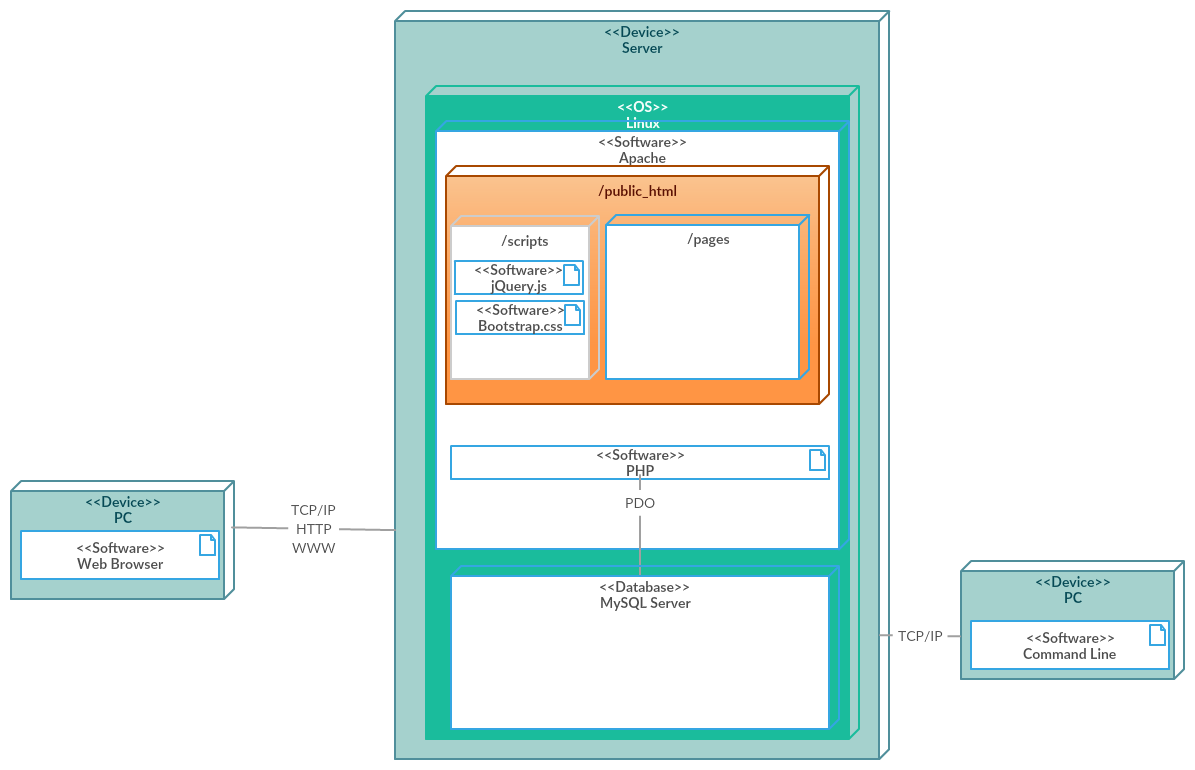 <<Device>>
Server
<<OS>>
Linux
<<Software>>
Apache
/public_html
/scripts
<<Software>>
jQuery.js
<<Software>>
Bootstrap.css
/pages
<<Software>>
PHP
PDO
<<Database>>
MySQL Server
<<Device>>
PC
<<Software>>
Web Browser
TCP/IP
HTTP
WWW
TCP/IP
<<Device>>
PC
<<Software>>
Command Line